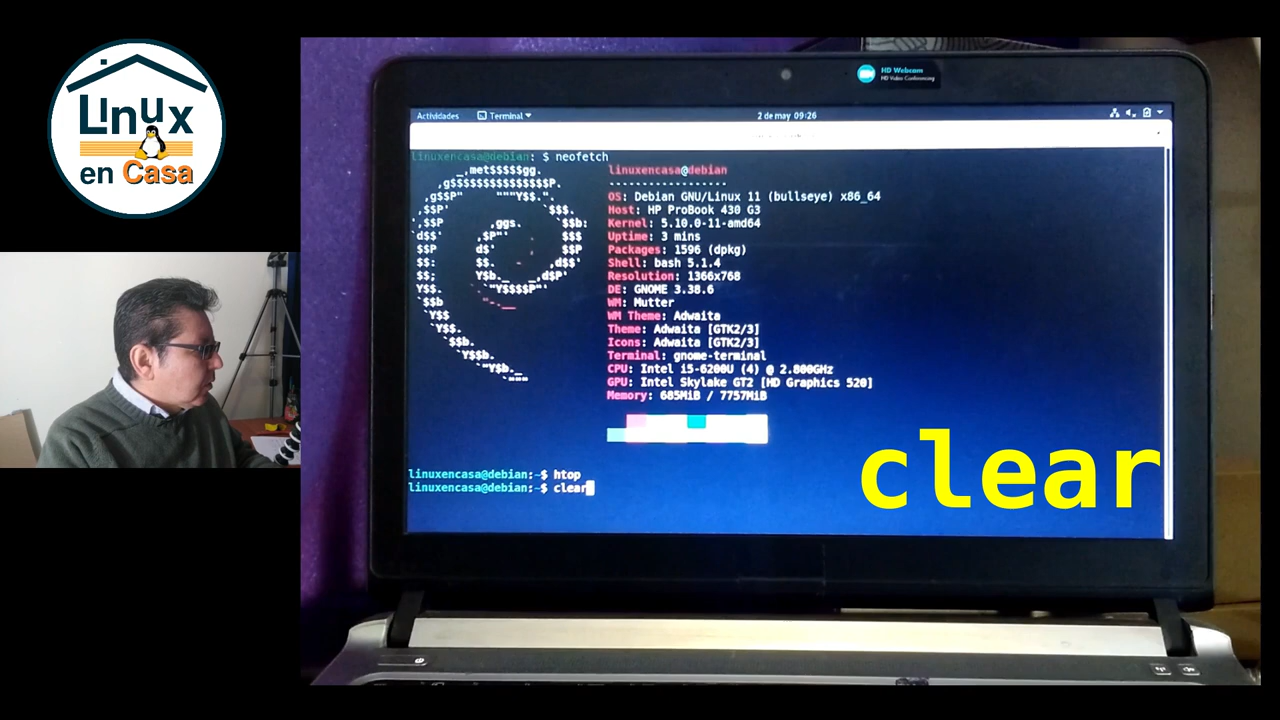 Linux
en Casa
HD Webcam
HD Video Conferencing
Actividades Terminal 2 de may 09:26
linuxencasa@debian: $ neofetch
_,met$$$$$gg.
,g$$$$$$$$$$$$$$$P.
,g$$P" """Y$$.".
,$$P' `$$$.
',$$P ,ggs. `$$b:
`d$$' ,$P"' . $$$
$$P d$' , $$P
$$: $$. - ,d$$'
$$; Y$b._ _,d$P'
Y$$. `.`"Y$$$$P"'
`$$b "-.__
`Y$$
`Y$$.
`$$b.
`Y$$b.
`"Y$b._
`"""
linuxencasa@debian
------------------
OS: Debian GNU/Linux 11 (bullseye) x86_64
Host: HP ProBook 430 G3
Kernel: 5.10.0-11-amd64
Uptime: 3 mins
Packages: 1596 (dpkg)
Shell: bash 5.1.4
Resolution: 1366x768
DE: GNOME 3.38.6
WM: Mutter
WM Theme: Adwaita
Theme: Adwaita [GTK2/3]
Icons: Adwaita [GTK2/3]
Terminal: gnome-terminal
CPU: Intel i5-6200U (4) @ 2.800GHz
GPU: Intel Skylake GT2 [HD Graphics 520]
Memory: 685MiB / 7757MiB
linuxencasa@debian:~$ htop
linuxencasa@debian:~$ clear
clear